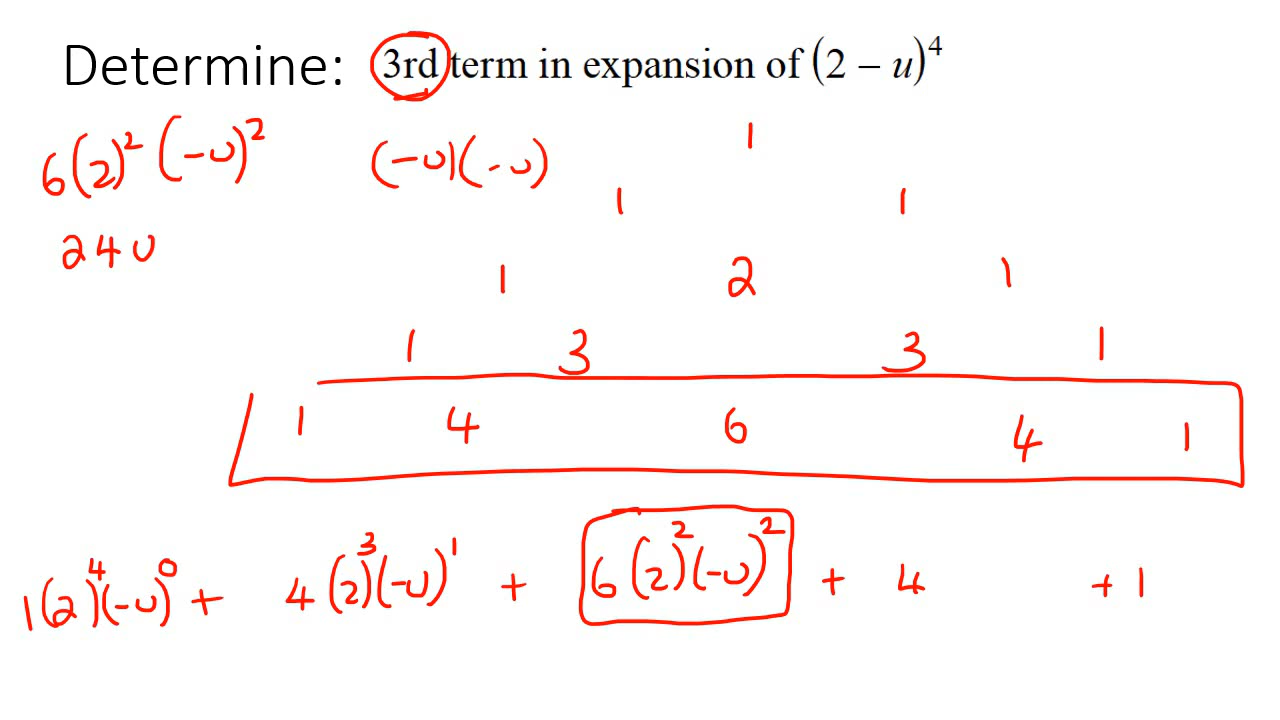 Determine: 3rd term in expansion of (2 − u)⁴
6(2)²(-u)² (-u)(-u) 1
1 1
24u
1 2 1
1 3 3 1
1 4 6 4 1
1(2)⁴(-u)⁰ + 4(2)³(-u)¹ + 6(2)²(-u)² + 4 + 1